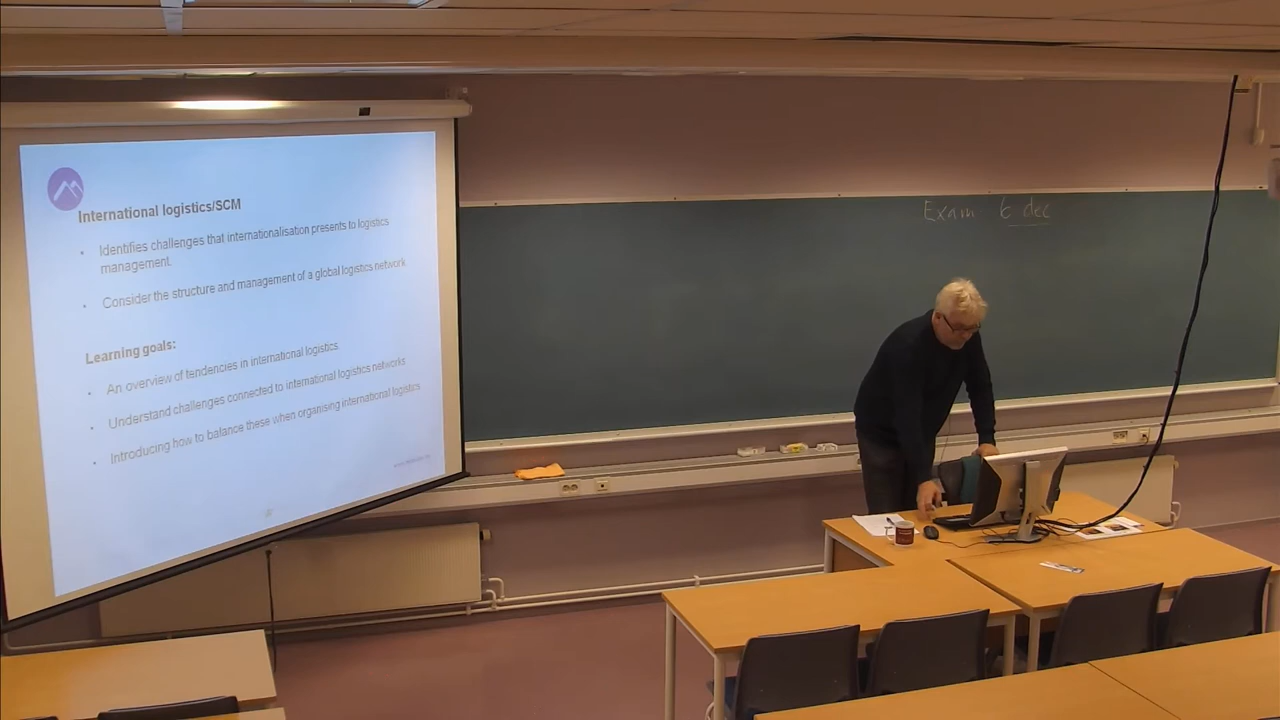 International logistics/SCM
Identifies challenges that internationalisation presents to logistics
management.
Consider the structure and management of a global logistics network
Learning goals:
An overview of tendencies in international logistics.
Understand challenges connected to international logistics networks
Introducing how to balance these when organising international logistics
Exam 6 dec